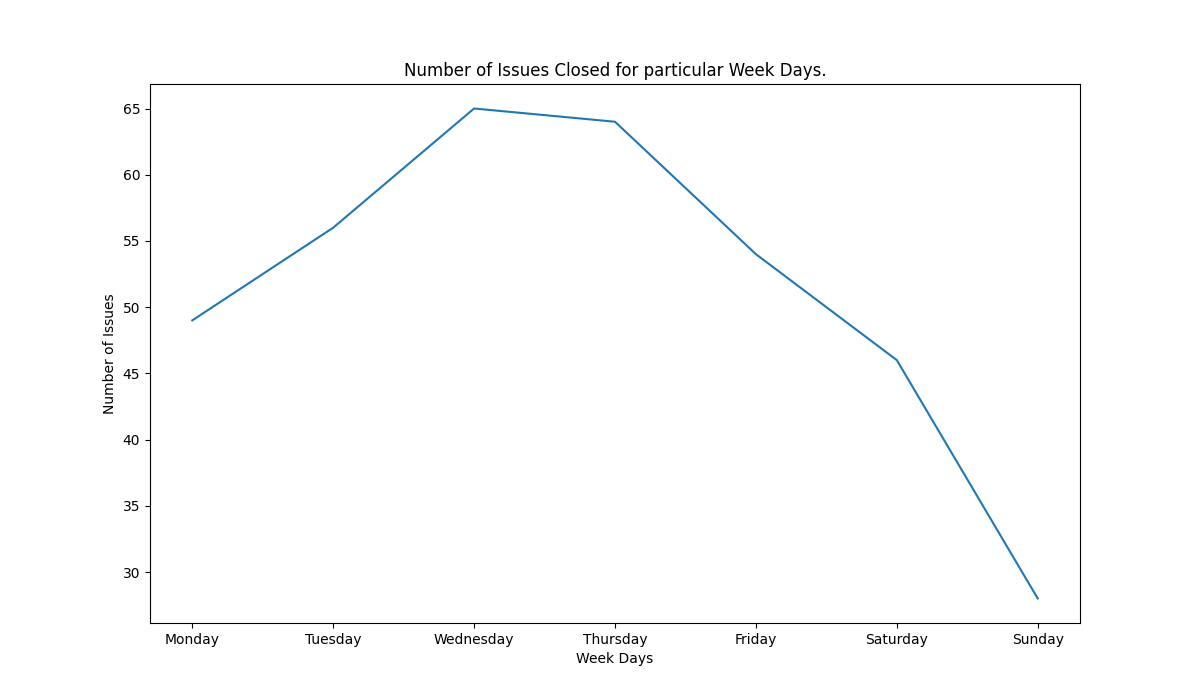 Number of Issues Closed for particular Week Days.
65
60
55
50
45
40
35
30
Number of Issues
Monday Tuesday Wednesday Thursday Friday Saturday Sunday
Week Days